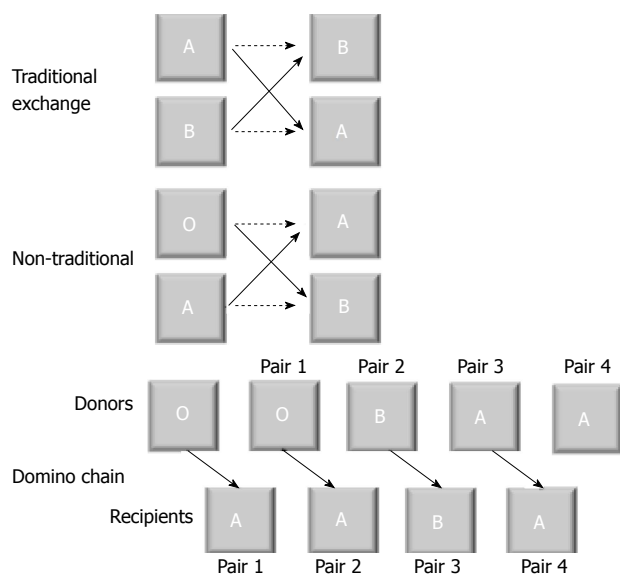 A B
Traditional
exchange
B A
O A
Non-traditional
A B
Pair 1 Pair 2 Pair 3 Pair 4
Donors O O B A A
Domino chain
Recipients A A B A
Pair 1 Pair 2 Pair 3 Pair 4